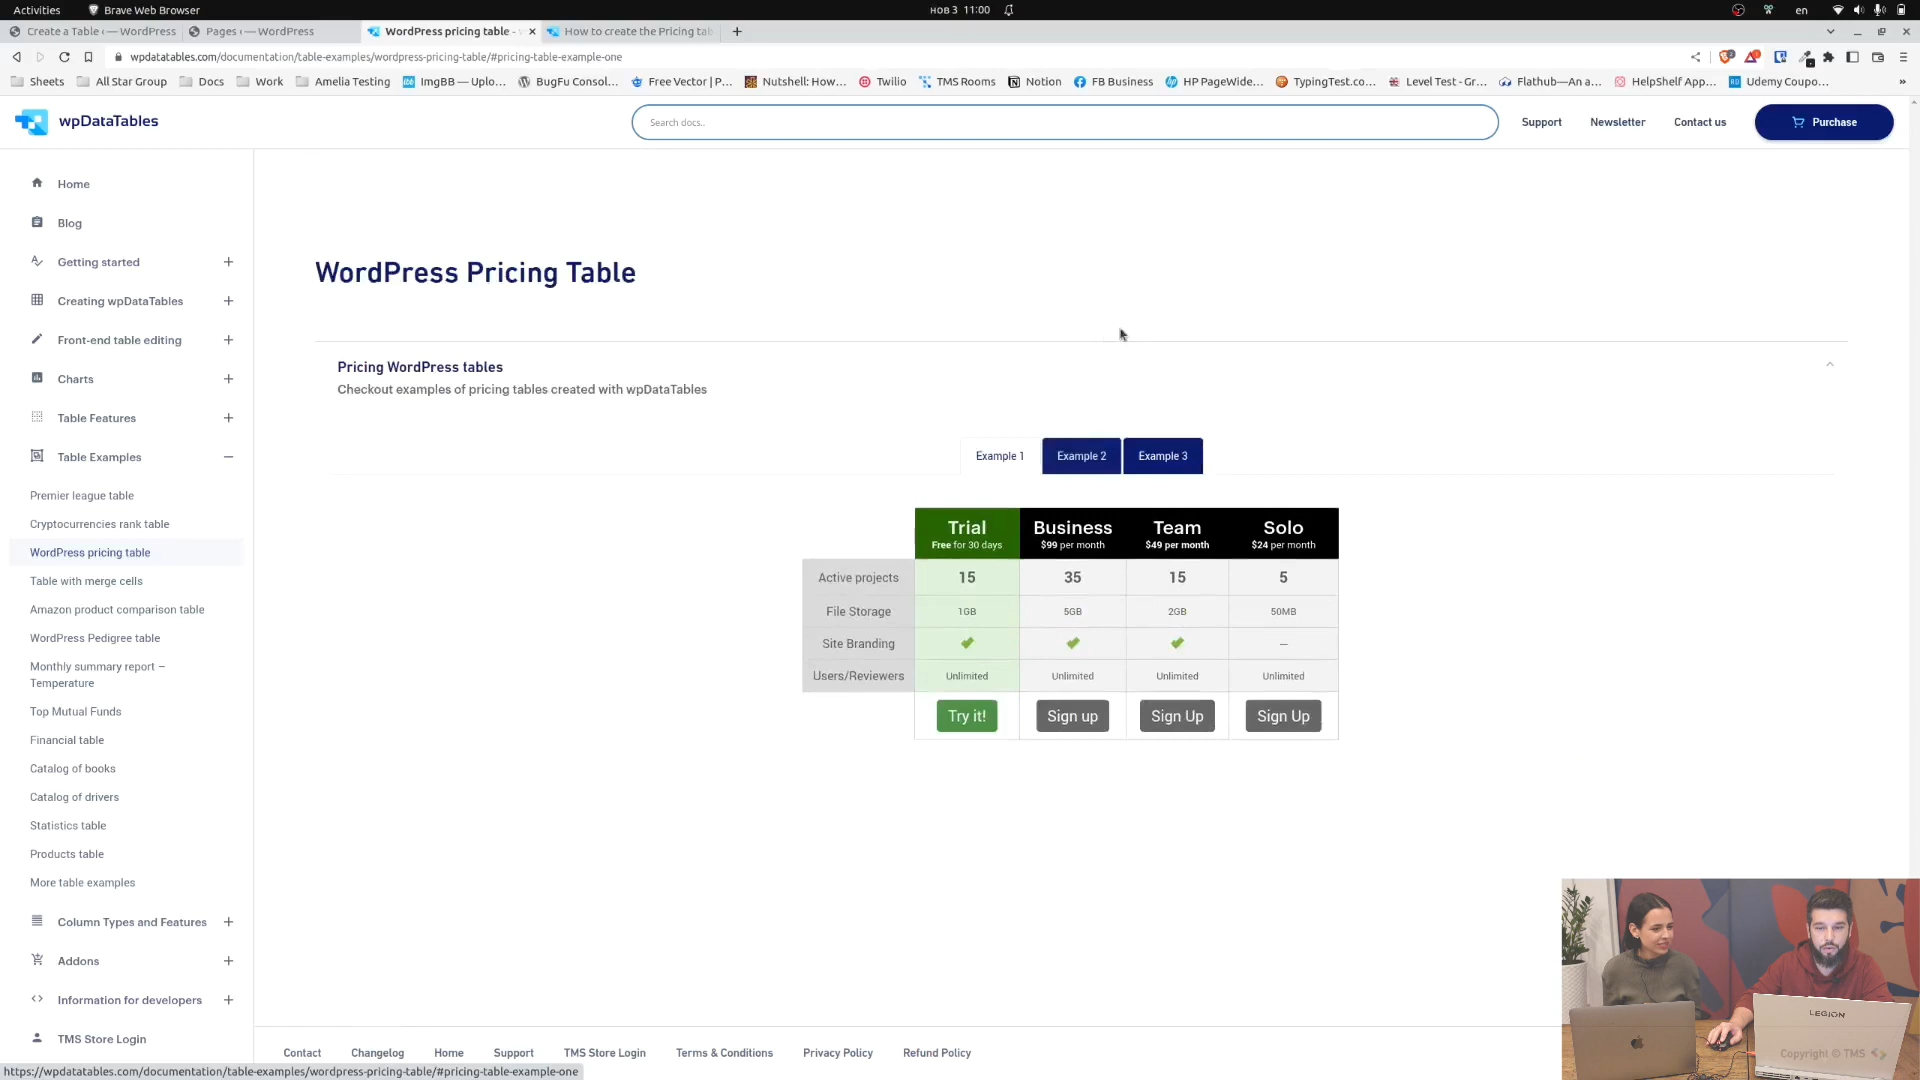 Activities
Brave Web Browser
нов 3 11:00
en
Create a Table ‹ — WordPress
Pages ‹ — WordPress
WordPress pricing table -
How to create the Pricing tab
wpdatatables.com/documentation/table-examples/wordpress-pricing-table/#pricing-table-example-one
Sheets
All Star Group
Docs
Work
Amelia Testing
ImgBB — Uplo...
BugFu Consol...
Free Vector | P...
Nutshell: How...
Twilio
TMS Rooms
Notion
FB Business
HP PageWide...
TypingTest.co...
Level Test - Gr...
Flathub—An a...
HelpShelf App...
Udemy Coupo...
wpDataTables
Search docs..
Support
Newsletter
Contact us
Purchase
Home
Blog
Getting started
Creating wpDataTables
Front-end table editing
Charts
Table Features
Table Examples
Premier league table
Cryptocurrencies rank table
WordPress pricing table
Table with merge cells
Amazon product comparison table
WordPress Pedigree table
Monthly summary report –
Temperature
Top Mutual Funds
Financial table
Catalog of books
Catalog of drivers
Statistics table
Products table
More table examples
Column Types and Features
Addons
Information for developers
TMS Store Login
WordPress Pricing Table
Pricing WordPress tables
Checkout examples of pricing tables created with wpDataTables
Example 1
Example 2
Example 3
Trial Business Team Solo
Free for 30 days $99 per month $49 per month $24 per month
Active projects 15 35 15 5
File Storage 1GB 5GB 2GB 50MB
Site Branding —
Users/Reviewers Unlimited Unlimited Unlimited Unlimited
Try it! Sign up Sign Up Sign Up
Contact
Changelog
Home
Support
TMS Store Login
Terms & Conditions
Privacy Policy
Refund Policy
https://wpdatatables.com/documentation/table-examples/wordpress-pricing-table/#pricing-table-example-one
LEGION
Copyright © TMS